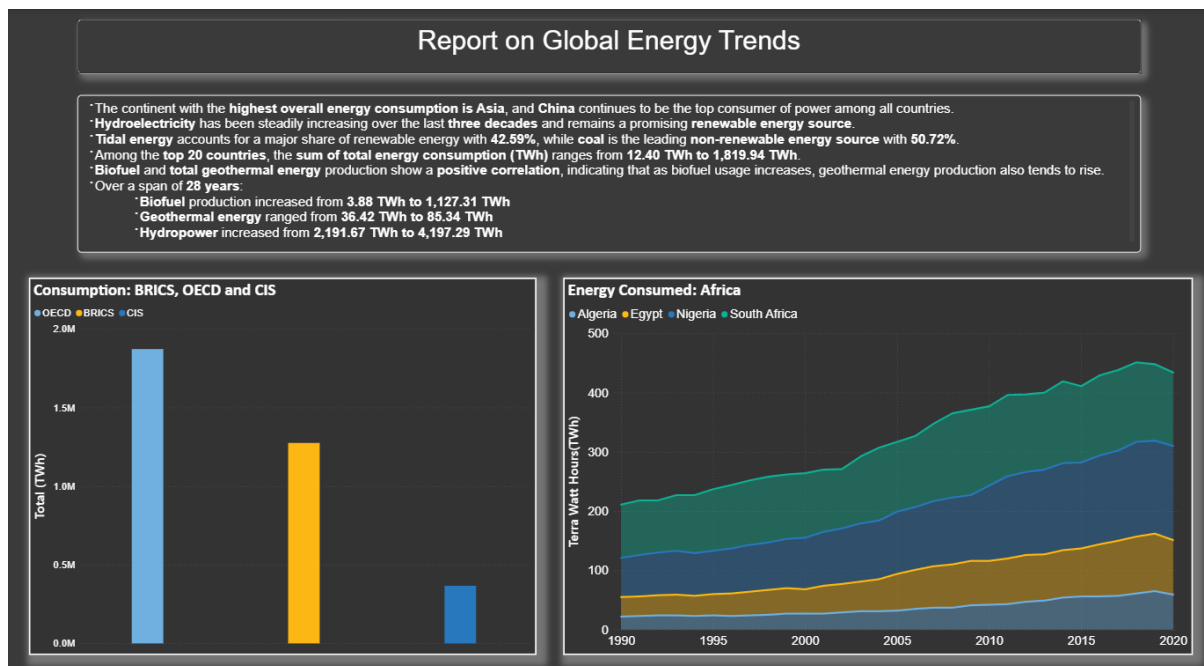 Report on Global Energy Trends
·The continent with the highest overall energy consumption is Asia, and China continues to be the top consumer of power among all countries.
·Hydroelectricity has been steadily increasing over the last three decades and remains a promising renewable energy source.
·Tidal energy accounts for a major share of renewable energy with 42.59%, while coal is the leading non-renewable energy source with 50.72%.
·Among the top 20 countries, the sum of total energy consumption (TWh) ranges from 12.40 TWh to 1,819.94 TWh.
·Biofuel and total geothermal energy production show a positive correlation, indicating that as biofuel usage increases, geothermal energy production also tends to rise.
·Over a span of 28 years:
·Biofuel production increased from 3.88 TWh to 1,127.31 TWh
·Geothermal energy ranged from 36.42 TWh to 85.34 TWh
·Hydropower increased from 2,191.67 TWh to 4,197.29 TWh
Consumption: BRICS, OECD and CIS
OECD BRICS CIS
2.0M
1.5M
1.0M
0.5M
0.0M
Total (TWh)
Energy Consumed: Africa
Algeria Egypt Nigeria South Africa
500
400
300
200
100
0
Terra Watt Hours(TWh)
1990 1995 2000 2005 2010 2015 2020